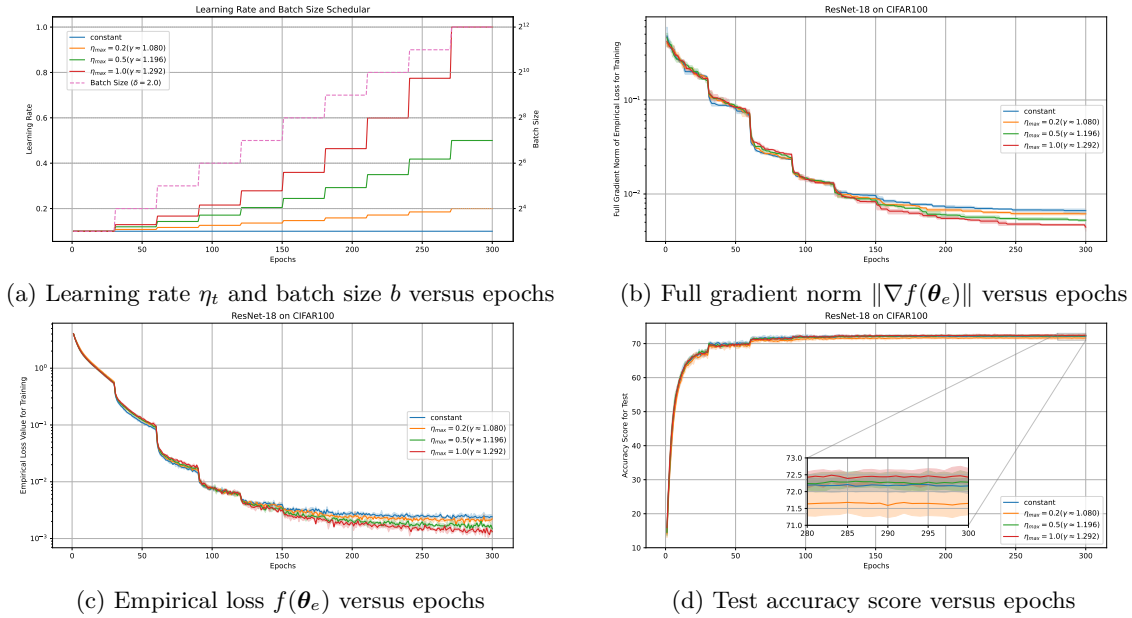 Learning Rate and Batch Size Schedular
1.0
0.8
0.6
0.4
0.2
Learning Rate
constant
η_max = 0.2(γ ≈ 1.080)
η_max = 0.5(γ ≈ 1.196)
η_max = 1.0(γ ≈ 1.292)
Batch Size (δ = 2.0)
2^12
2^10
2^8
2^6
2^4
Batch Size
0 50 100 150 200 250 300
Epochs
(a) Learning rate η_t and batch size b versus epochs
ResNet-18 on CIFAR100
Full Gradient Norm of Empirical Loss for Training
10^−1
10^−2
constant
η_max = 0.2(γ ≈ 1.080)
η_max = 0.5(γ ≈ 1.196)
η_max = 1.0(γ ≈ 1.292)
0 50 100 150 200 250 300
Epochs
(b) Full gradient norm ‖∇f(θ_e)‖ versus epochs
ResNet-18 on CIFAR100
Empirical Loss Value for Training
10^0
10^−1
10^−2
10^−3
constant
η_max = 0.2(γ ≈ 1.080)
η_max = 0.5(γ ≈ 1.196)
η_max = 1.0(γ ≈ 1.292)
0 50 100 150 200 250 300
Epochs
(c) Empirical loss f(θ_e) versus epochs
ResNet-18 on CIFAR100
Accuracy Score for Test
70
60
50
40
30
20
10
73.0
72.5
72.0
71.5
71.0
280 285 290 295 300
constant
η_max = 0.2(γ ≈ 1.080)
η_max = 0.5(γ ≈ 1.196)
η_max = 1.0(γ ≈ 1.292)
0 50 100 150 200 250 300
Epochs
(d) Test accuracy score versus epochs